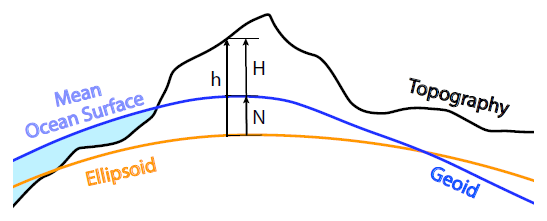 Mean
Ocean Surface
h
H
N
Topography
Ellipsoid
Geoid